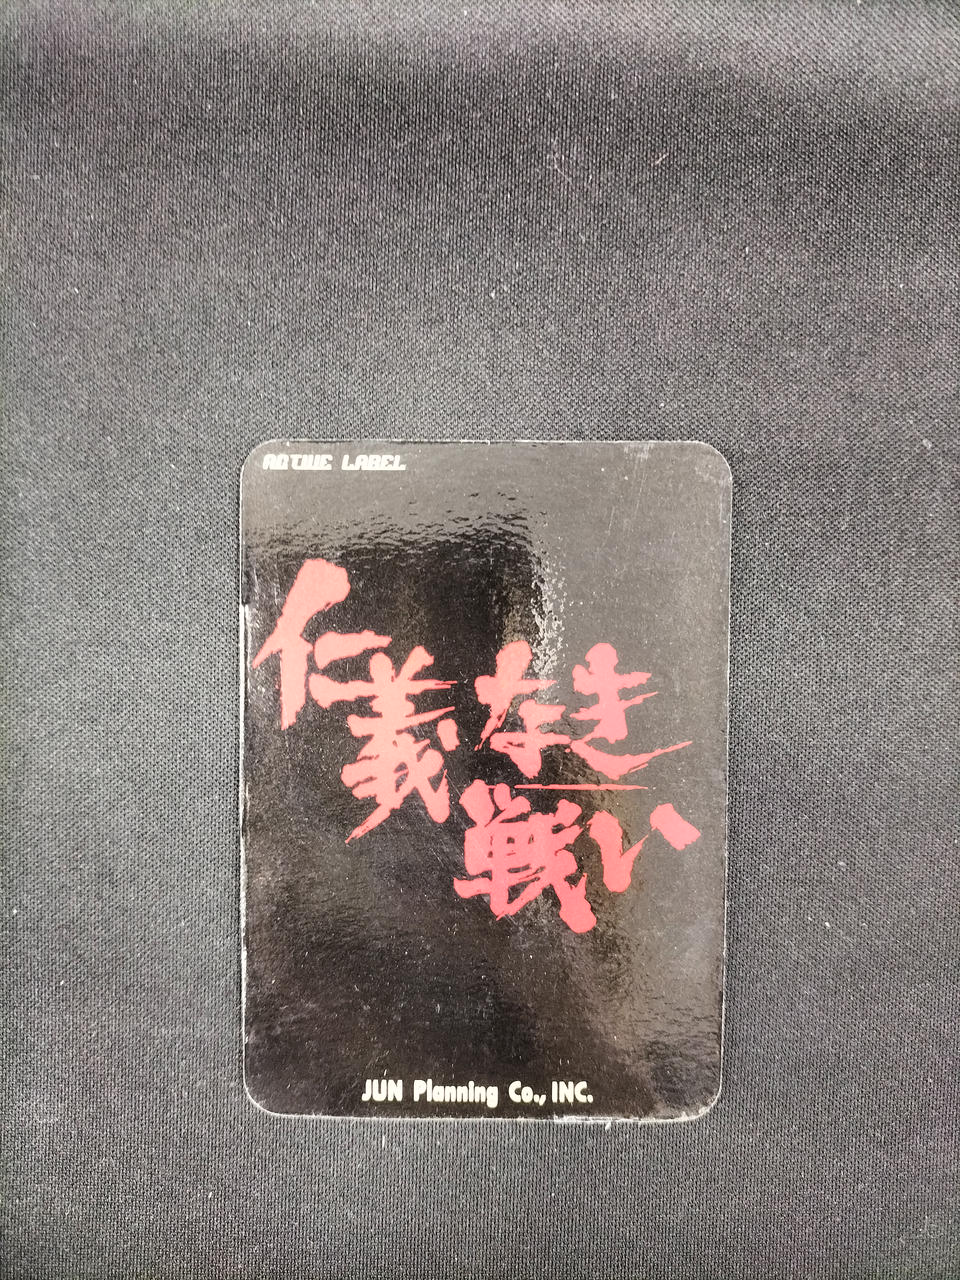 ACTIVE LABEL
仁義なき
戦い
JUN Planning Co., INC.